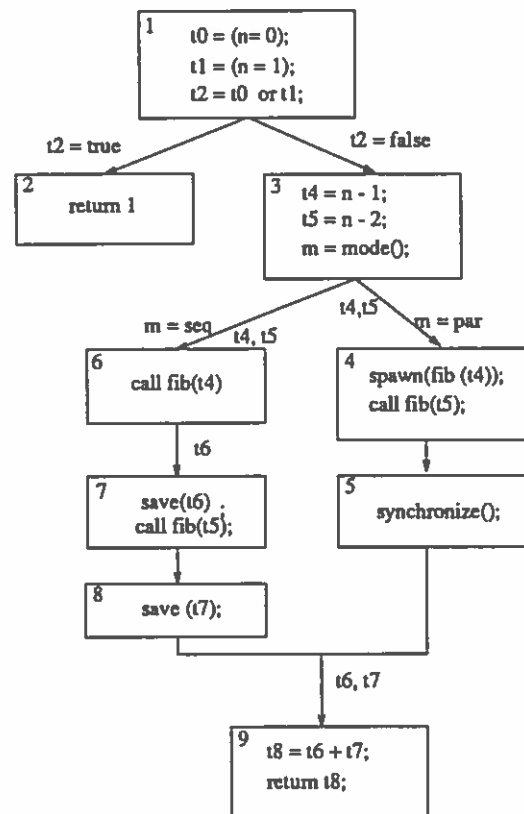 1
t0 = (n= 0);
t1 = (n = 1);
t2 = t0 or t1;
t2 = true
t2 = false
2
return 1
3
t4 = n - 1;
t5 = n - 2;
m = mode();
m = seq
t4, t5
t4,t5
m = par
6
call fib(t4)
4
spawn(fib (t4));
call fib(t5);
t6
7
save(t6) ;
call fib(t5);
5
synchronize();
8
save (t7);
t6, t7
9
t8 = t6 + t7;
return t8;